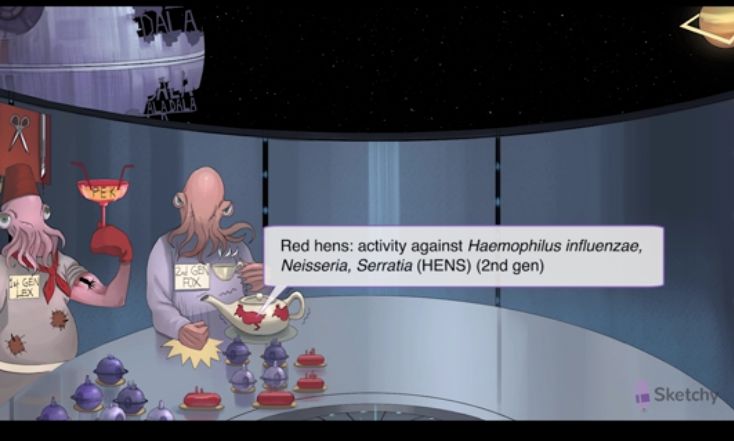 DALA
DALA
ALADALA
PEK
1st GEN
LEX
2nd GEN
FOX
Red hens: activity against Haemophilus influenzae,
Neisseria, Serratia (HENS) (2nd gen)
Sketchy